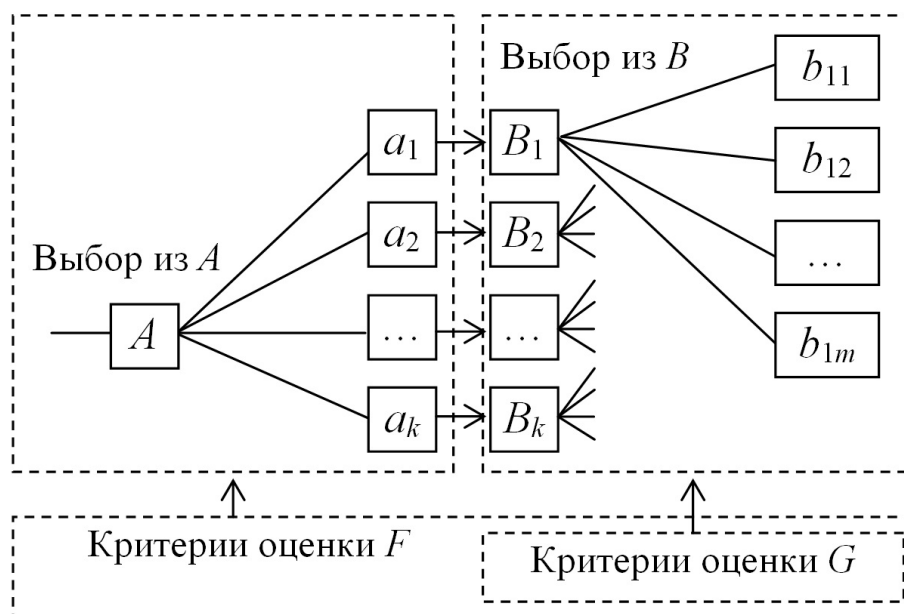 Выбор из B
b₁₁
a₁ B₁
b₁₂
a₂ B₂
Выбор из A
…
A
… …
b₁ₘ
aₖ Bₖ
Критерии оценки F
Критерии оценки G